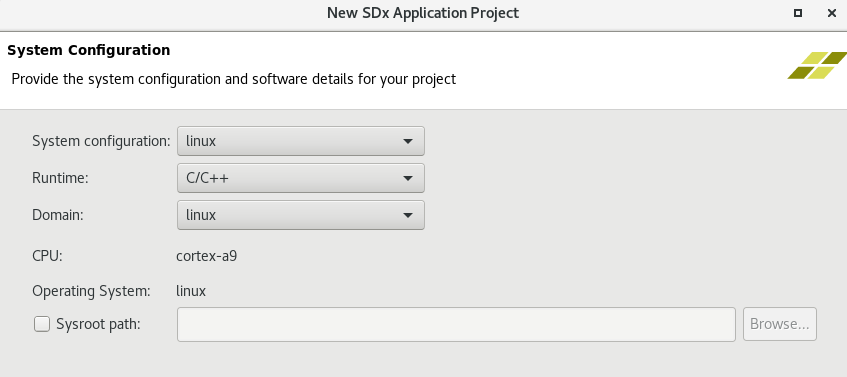 New SDx Application Project
System Configuration
Provide the system configuration and software details for your project
System configuration: linux
Runtime: C/C++
Domain: linux
CPU: cortex-a9
Operating System: linux
Sysroot path: Browse...